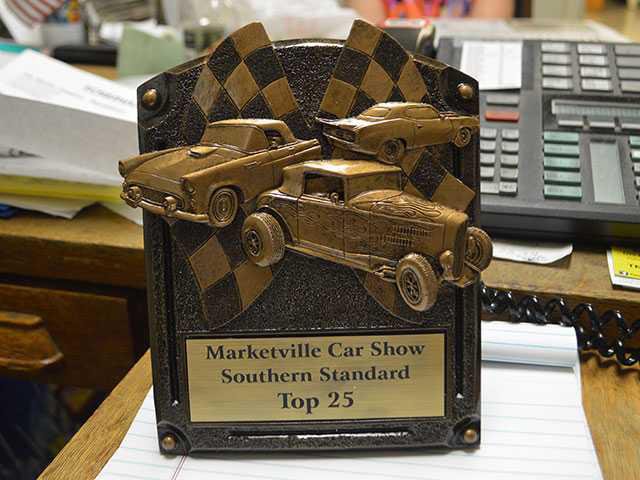 Marketville Car Show
Southern Standard
Top 25